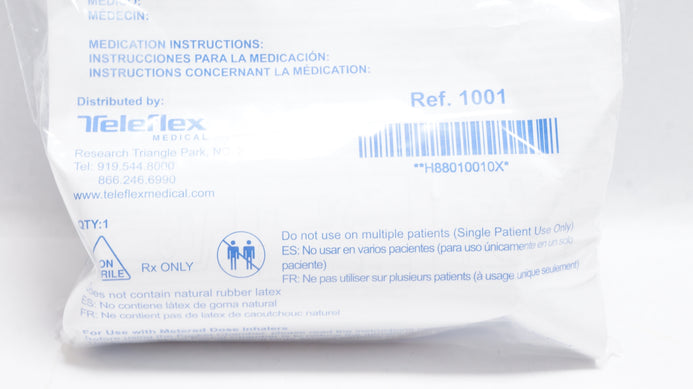 MÉDICO:
MÉDECIN:
MEDICATION INSTRUCTIONS:
INSTRUCCIONES PARA LA MEDICACIÓN:
INSTRUCTIONS CONCERNANT LA MÉDICATION:
Distributed by:
Teleflex
MEDICAL
Research Triangle Park,
Tel: 919.544.8000
866.246.6990
www.teleflexmedical.com
Ref. 1001
**H88010010X*
QTY:1
Rx ONLY
Do not use on multiple patients (Single Patient Use Only)
ES: No usar en varios pacientes (para uso únicamente en un solo
paciente)
FR: Ne pas utiliser sur plusieurs patients (à usage unique seulement)
Does not contain natural rubber latex
ES: No contiene látex de goma natural
FR: Ne contient pas de latex de caoutchouc naturel
For Use with Metered Dose Inhalers